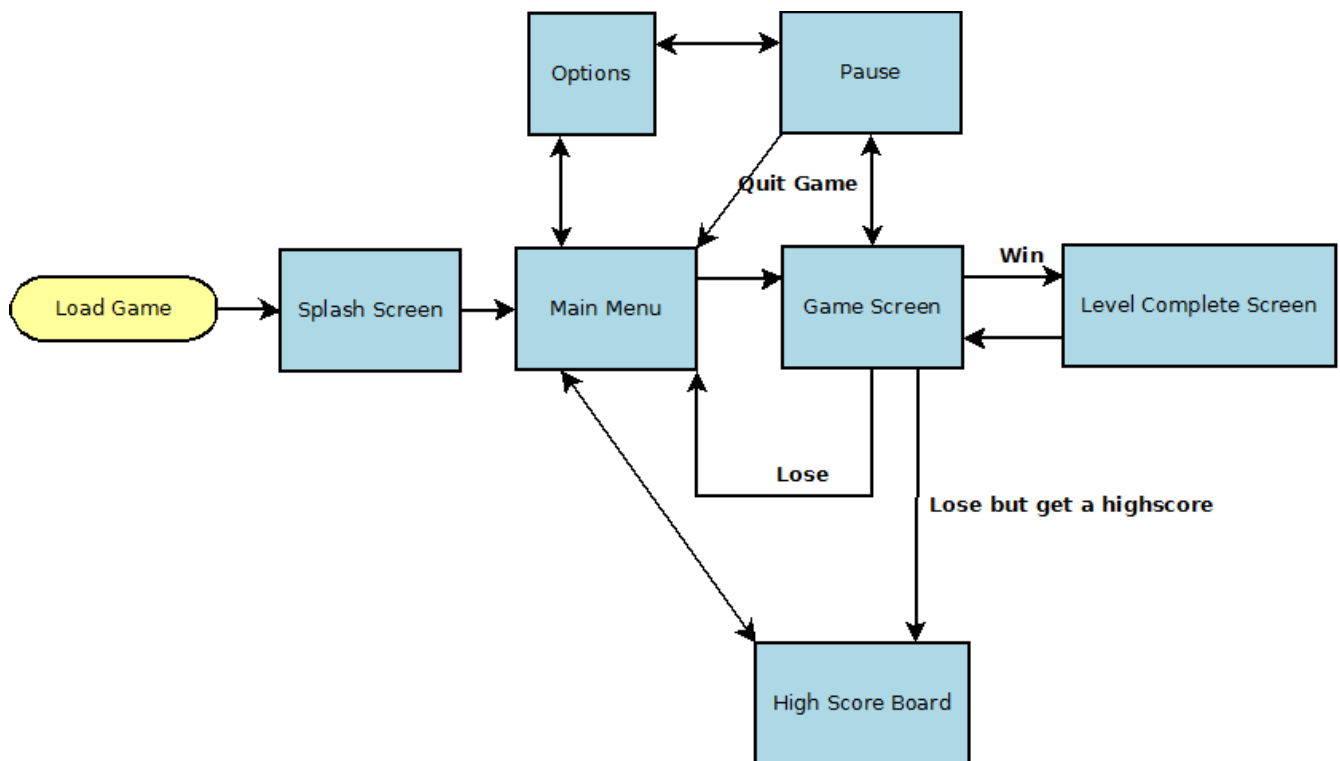 Options
Pause
Quit Game
Load Game
Splash Screen
Main Menu
Game Screen
Win
Level Complete Screen
Lose
Lose but get a highscore
High Score Board